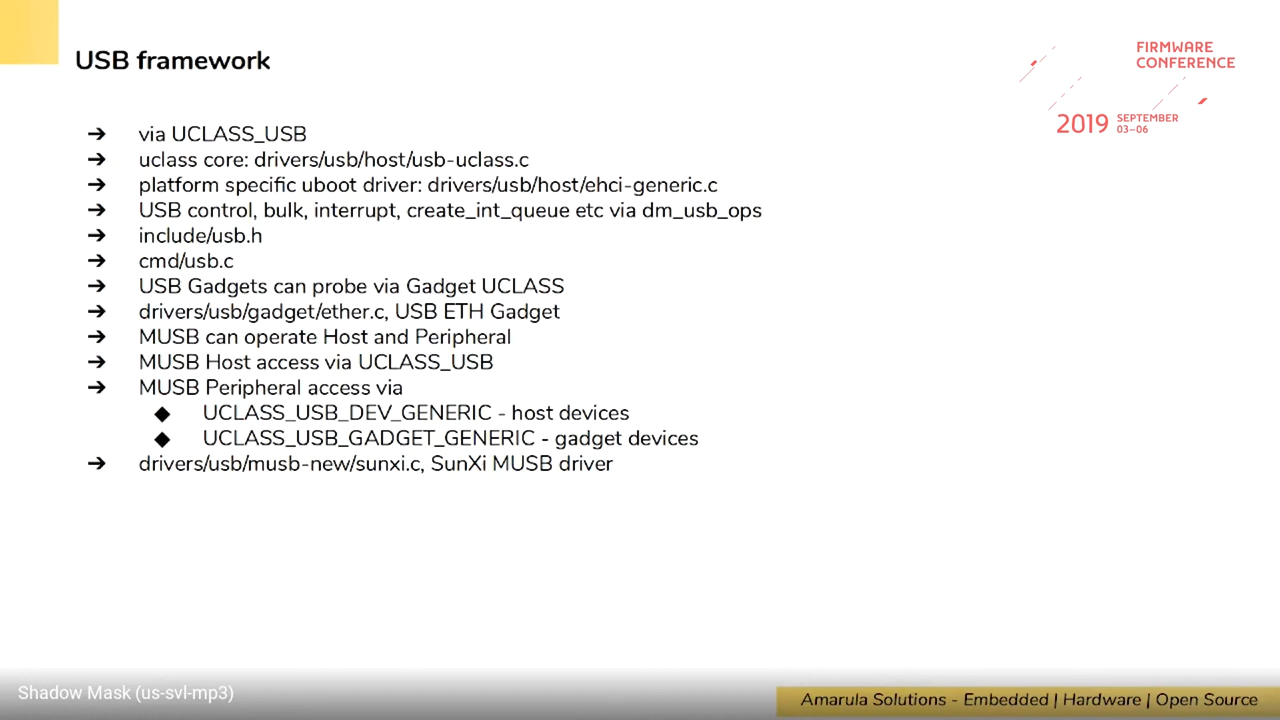 USB framework
FIRMWARE
CONFERENCE
2019 SEPTEMBER
03–06
➔ via UCLASS_USB
➔ uclass core: drivers/usb/host/usb-uclass.c
➔ platform specific uboot driver: drivers/usb/host/ehci-generic.c
➔ USB control, bulk, interrupt, create_int_queue etc via dm_usb_ops
➔ include/usb.h
➔ cmd/usb.c
➔ USB Gadgets can probe via Gadget UCLASS
➔ drivers/usb/gadget/ether.c, USB ETH Gadget
➔ MUSB can operate Host and Peripheral
➔ MUSB Host access via UCLASS_USB
➔ MUSB Peripheral access via
◆ UCLASS_USB_DEV_GENERIC - host devices
◆ UCLASS_USB_GADGET_GENERIC - gadget devices
➔ drivers/usb/musb-new/sunxi.c, SunXi MUSB driver
Shadow Mask (us-svl-mp3)
Amarula Solutions - Embedded | Hardware | Open Source